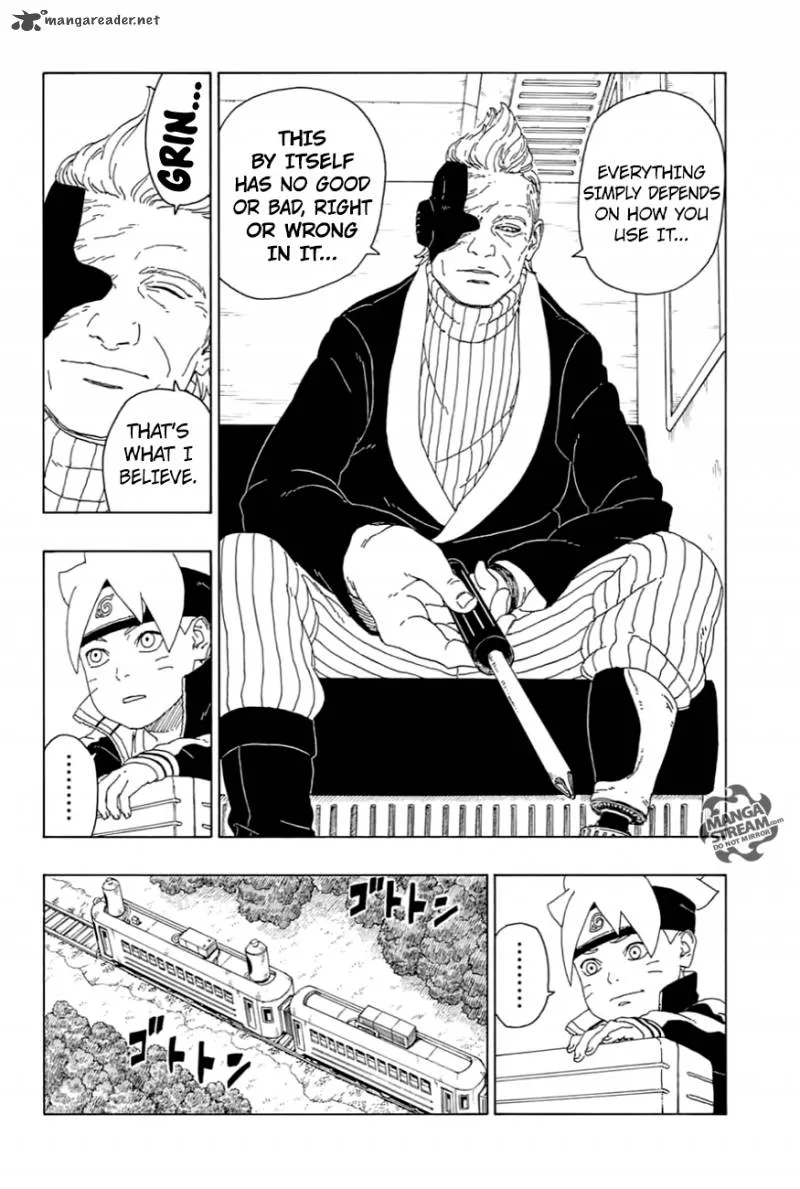 mangareader.net
EVERYTHING
SIMPLY DEPENDS
ON HOW YOU
USE IT...
THIS
BY ITSELF
HAS NO GOOD
OR BAD, RIGHT
OR WRONG
IN IT...
GRIN...
THAT'S
WHAT I
BELIEVE.
........
MANGA
STREAM.com
DO NOT MIRROR
........
ゴトトン
ゴトトン